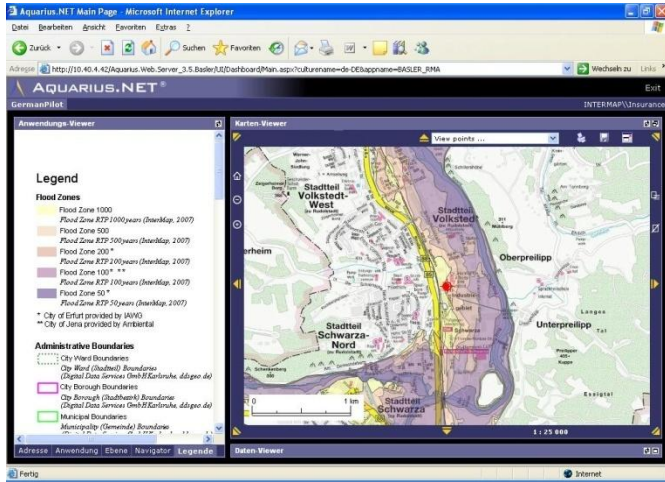 Aquarius.NET Main Page - Microsoft Internet Explorer
Datei Bearbeiten Ansicht Favoriten Extras ?
Zurück Suchen Favoriten
Adresse http://10.40.4.42/Aquarius.Web.Server_3.5.Basler/UI/Dashboard/Main.aspx?culturename=de-DE&appname=BASLER_RMA Wechseln zu Links
AQUARIUS.NET® Exit
GermanPilot INTERMAP\\Insurance
Anwendungs-Viewer
Legend
Flood Zones
Flood Zone 1000
Flood Zone RTP 1000years (InterMap, 2007)
Flood Zone 500
Flood Zone RTP 500years (InterMap, 2007)
Flood Zone 200 *
Flood Zone RTP 200years (InterMap, 2007)
Flood Zone 100 * **
Flood Zone RTP 100years (InterMap, 2007)
Flood Zone 50 *
Flood Zone RTP 50years (InterMap, 2007)
* City of Erfurt provided by IAWG
** City of Jena provided by Ambiental
Administrative Boundaries
City Ward Boundaries
City Ward (Stadtteil) Boundaries
(Digital Data Services GmbH Karlsruhe, ddsgeo.de)
City Borough Boundaries
City Borough (Stadtbezirk) Boundaries
(Digital Data Services GmbH Karlsruhe, ddsgeo.de)
Municipal Boundaries
Municipality (Gemeinde) Boundaries
Adresse Anwendung Ebene Navigator Legende
Karten-Viewer
View points ...
Stadtteil
Volkstedt-
West
Stadtteil
Volkstedt
Oberpreilipp
Unterpreilipp
Stadtteil
Schwarza-
Nord
Stadtteil
Schwarza
0 1 km
1 : 25 000
Daten-Viewer
Fertig Internet